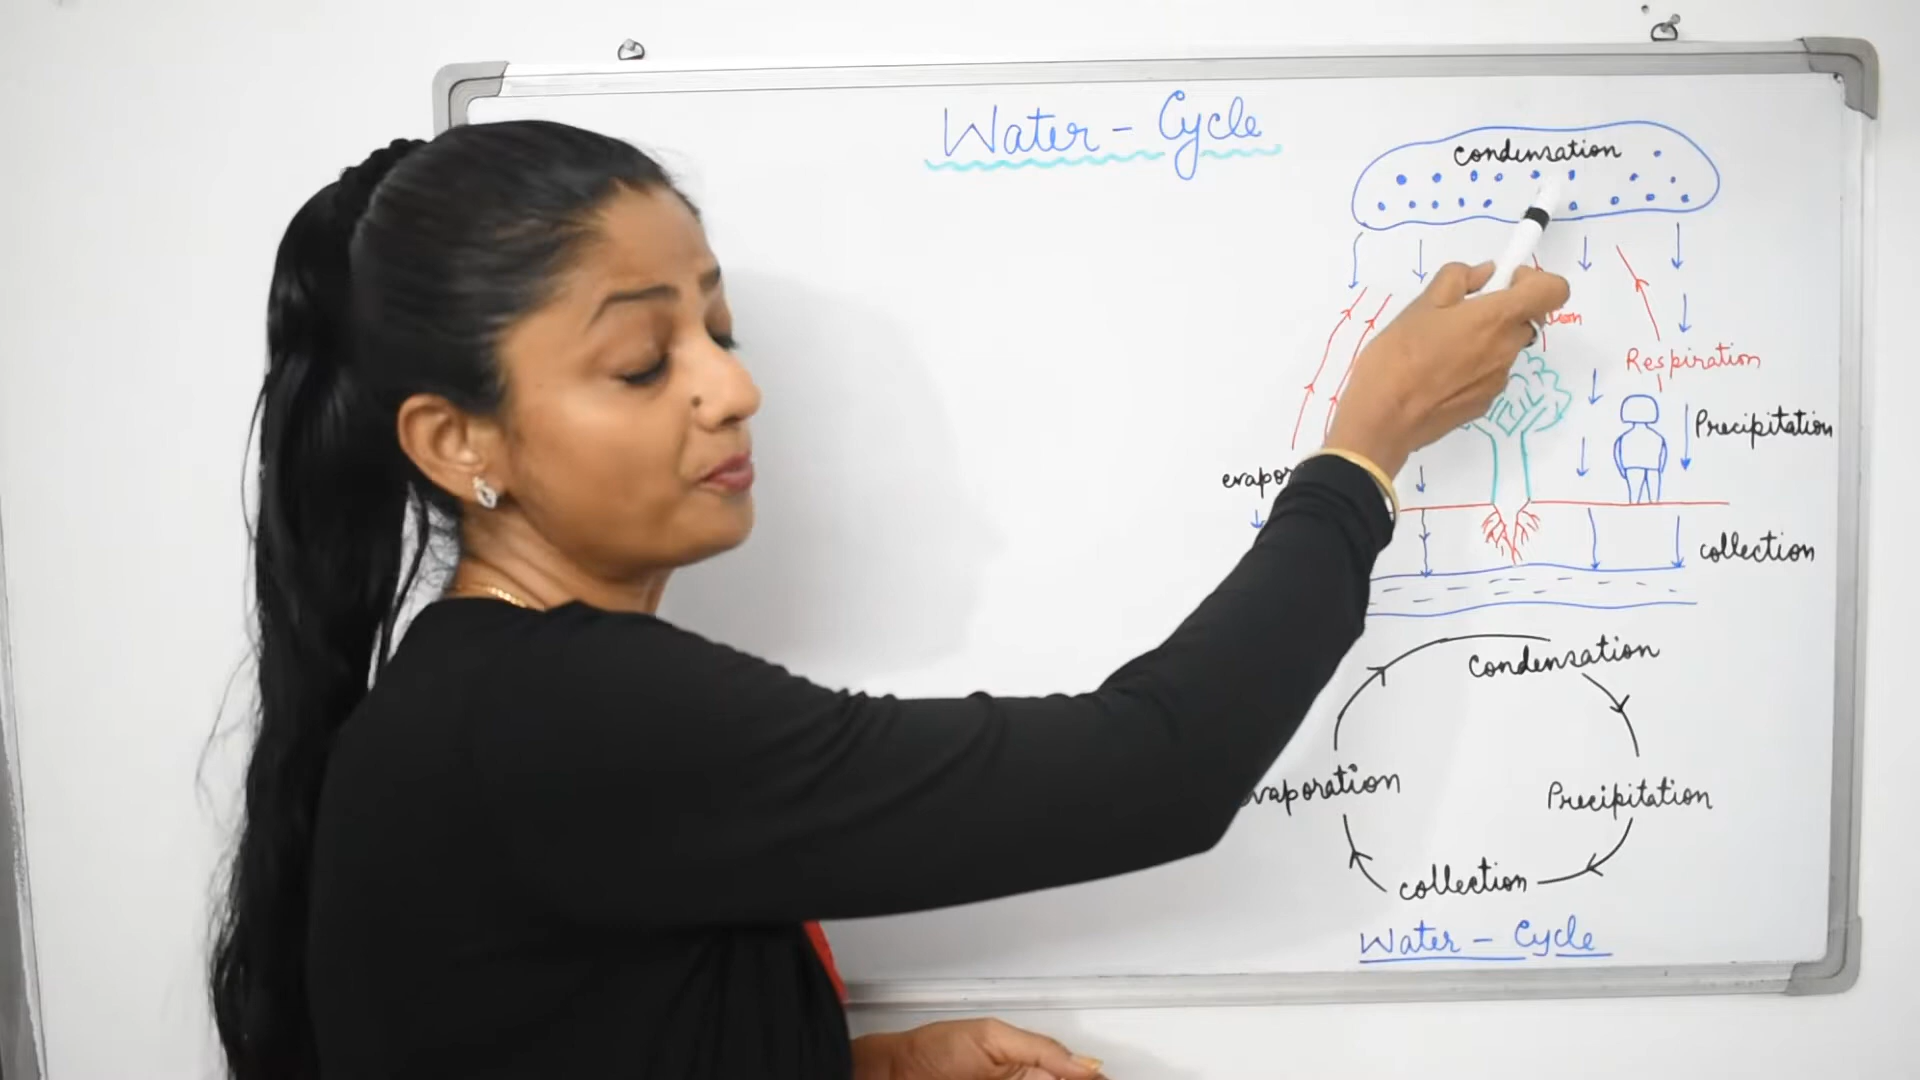 Water - Cycle
Condensation
Respiration
Precipitation
collection
Condensation
Precipitation
collection
Water - Cycle